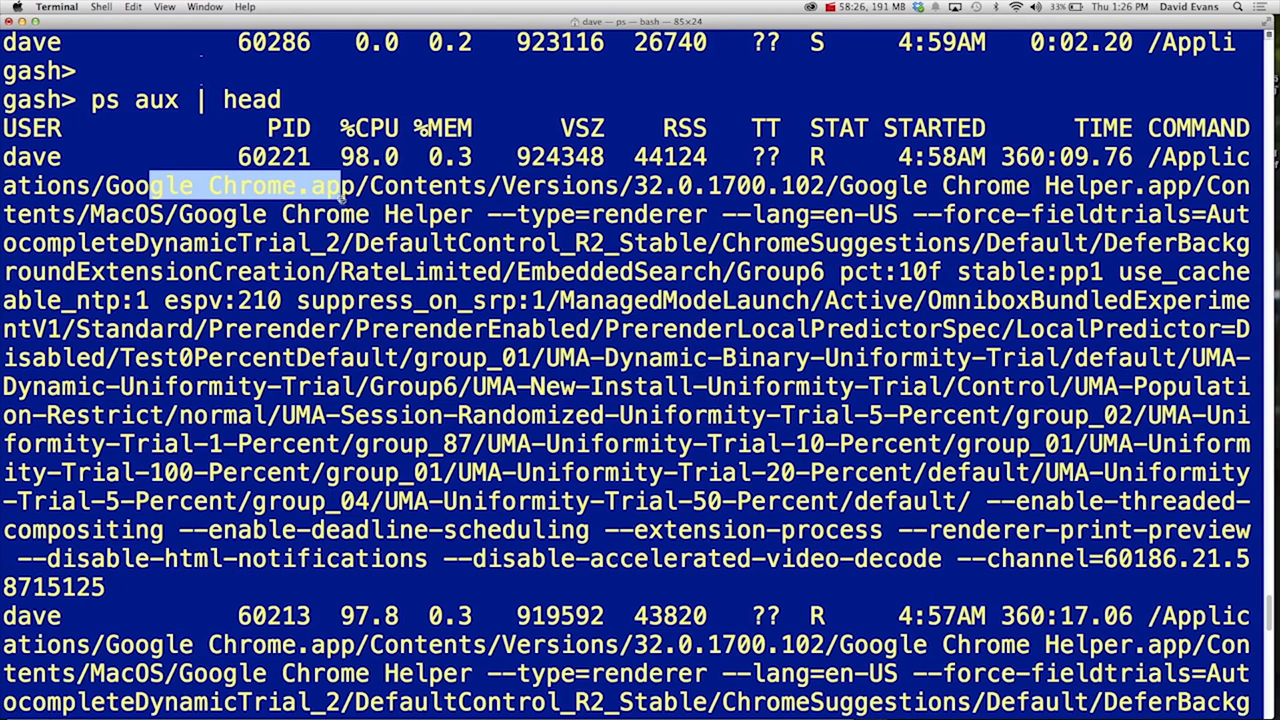 Terminal Shell Edit View Window Help 58:26, 191 MB 33% Thu 1:26 PM David Evans
dave — ps — bash — 85×24
dave 60286 0.0 0.2 923116 26740 ?? S 4:59AM 0:02.20 /Appli
gash>
gash> ps aux | head
USER PID %CPU %MEM VSZ RSS TT STAT STARTED TIME COMMAND
dave 60221 98.0 0.3 924348 44124 ?? R 4:58AM 360:09.76 /Applic
ations/Google Chrome.app/Contents/Versions/32.0.1700.102/Google Chrome Helper.app/Con
tents/MacOS/Google Chrome Helper --type=renderer --lang=en-US --force-fieldtrials=Aut
ocompleteDynamicTrial_2/DefaultControl_R2_Stable/ChromeSuggestions/Default/DeferBackg
roundExtensionCreation/RateLimited/EmbeddedSearch/Group6 pct:10f stable:pp1 use_cache
able_ntp:1 espv:210 suppress_on_srp:1/ManagedModeLaunch/Active/OmniboxBundledExperime
ntV1/Standard/Prerender/PrerenderEnabled/PrerenderLocalPredictorSpec/LocalPredictor=D
isabled/Test0PercentDefault/group_01/UMA-Dynamic-Binary-Uniformity-Trial/default/UMA-
Dynamic-Uniformity-Trial/Group6/UMA-New-Install-Uniformity-Trial/Control/UMA-Populati
on-Restrict/normal/UMA-Session-Randomized-Uniformity-Trial-5-Percent/group_02/UMA-Uni
formity-Trial-1-Percent/group_87/UMA-Uniformity-Trial-10-Percent/group_01/UMA-Uniform
ity-Trial-100-Percent/group_01/UMA-Uniformity-Trial-20-Percent/default/UMA-Uniformity
-Trial-5-Percent/group_04/UMA-Uniformity-Trial-50-Percent/default/ --enable-threaded-
compositing --enable-deadline-scheduling --extension-process --renderer-print-preview
--disable-html-notifications --disable-accelerated-video-decode --channel=60186.21.5
8715125
dave 60213 97.8 0.3 919592 43820 ?? R 4:57AM 360:17.06 /Applic
ations/Google Chrome.app/Contents/Versions/32.0.1700.102/Google Chrome Helper.app/Con
tents/MacOS/Google Chrome Helper --type=renderer --lang=en-US --force-fieldtrials=Aut
ocompleteDynamicTrial_2/DefaultControl_R2_Stable/ChromeSuggestions/Default/DeferBackg